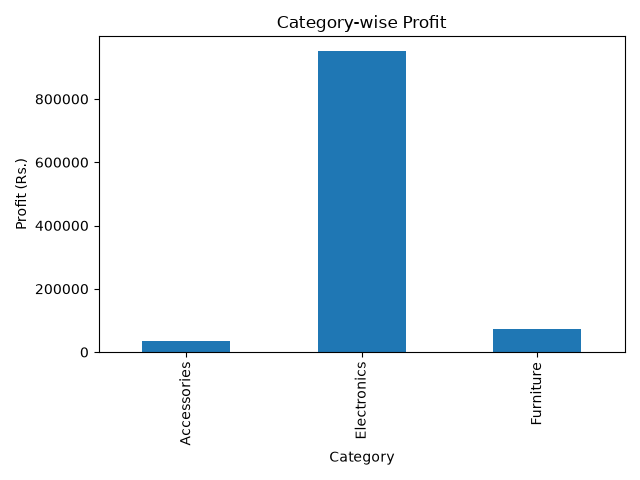 Category-wise Profit
Profit (Rs.)
800000
600000
400000
200000
0
Accessories
Electronics
Furniture
Category